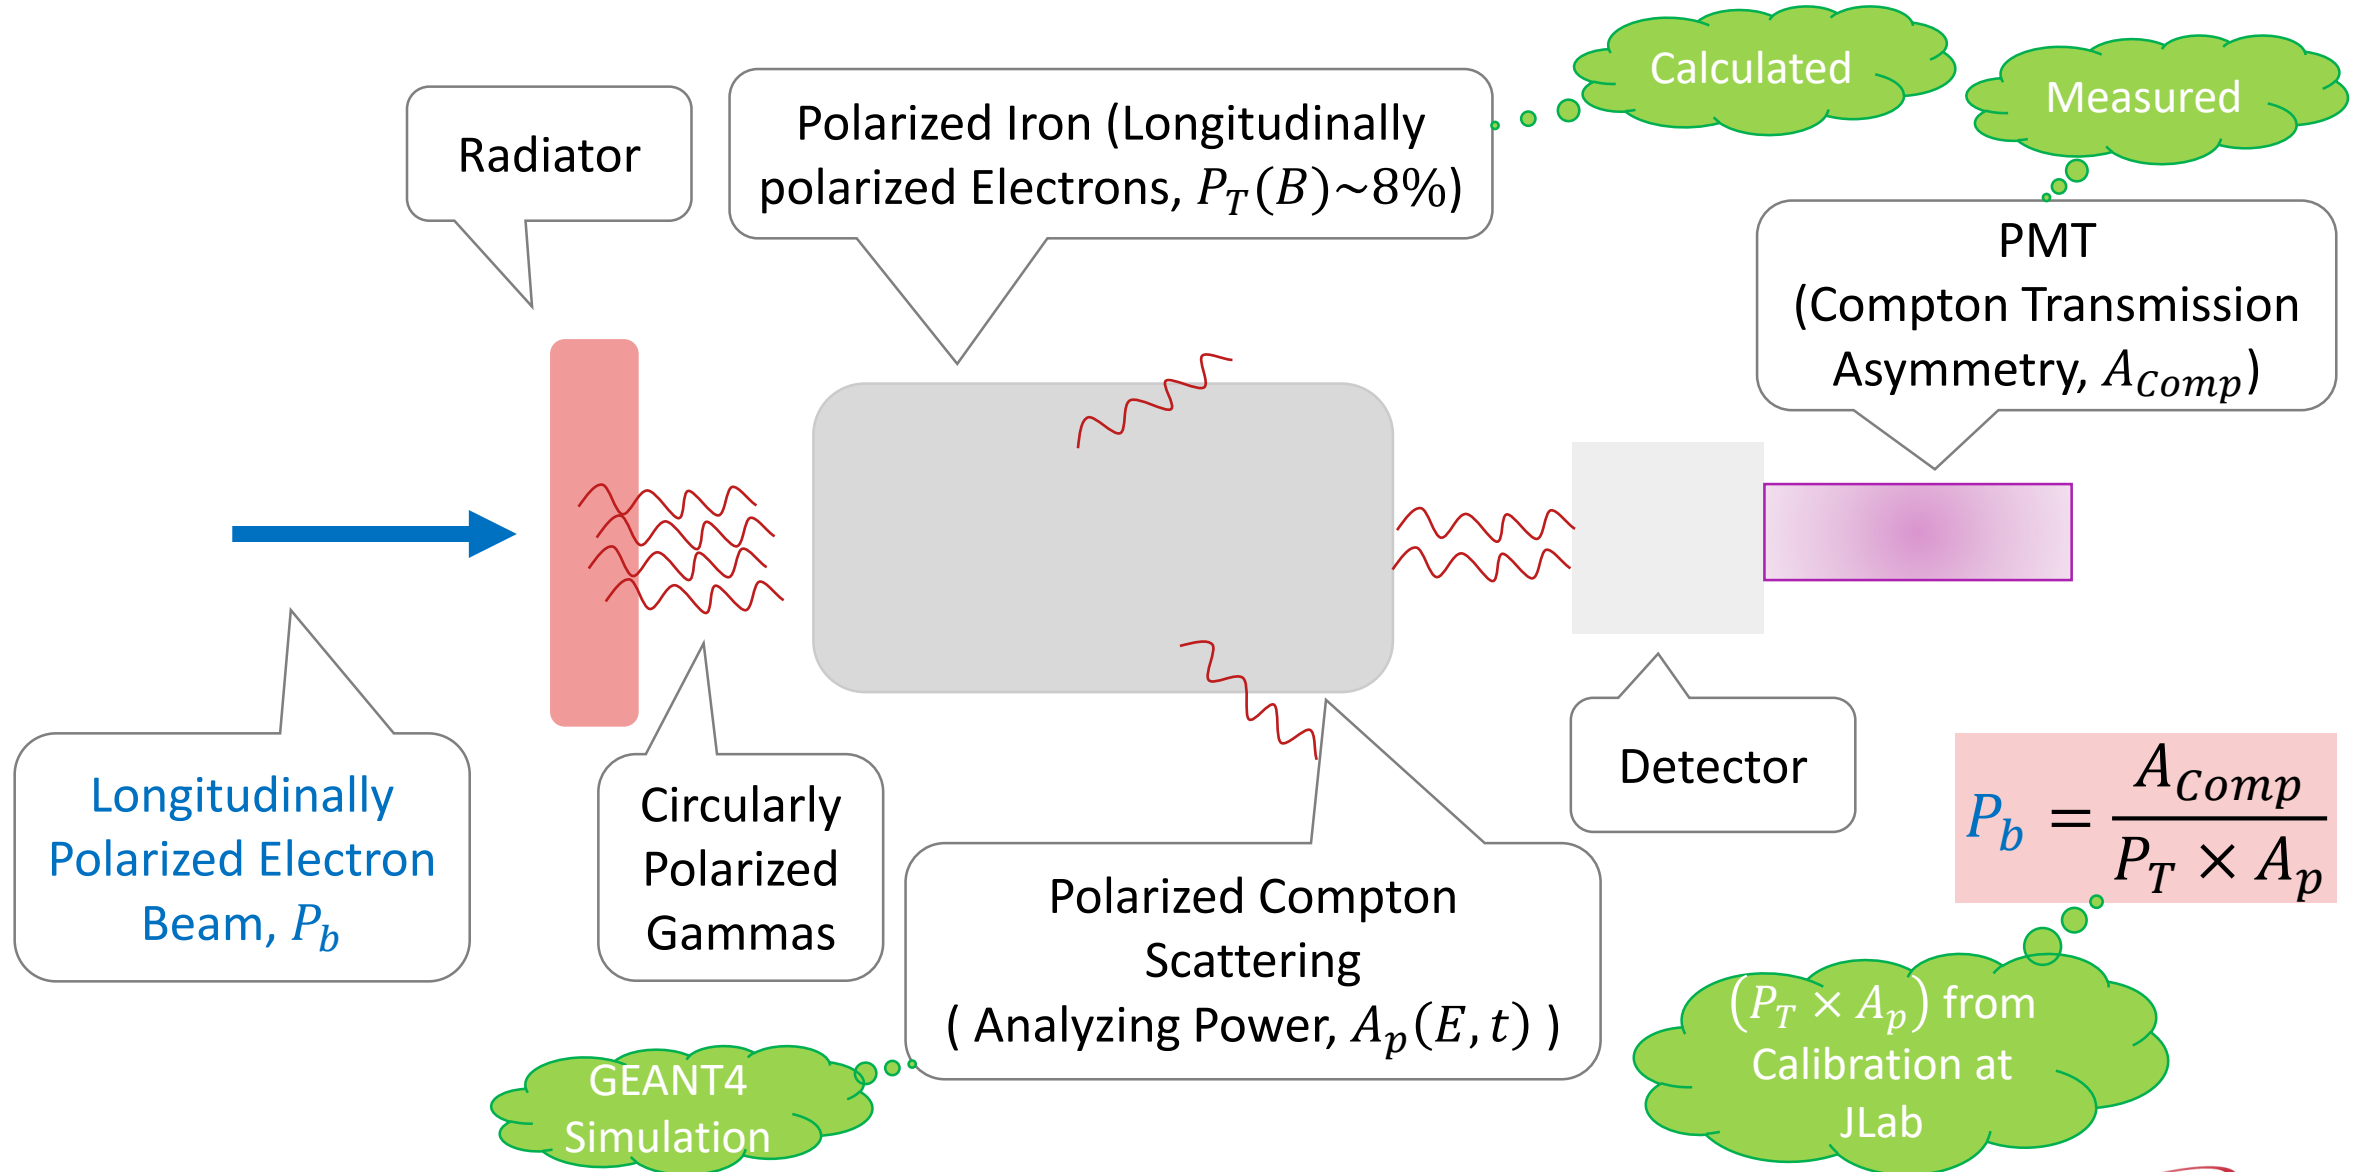 Calculated
Measured
Radiator
Polarized Iron (Longitudinally
polarized Electrons, P_T(B)~8%)
PMT
(Compton Transmission
Asymmetry, A_Comp)
Longitudinally
Polarized Electron
Beam, P_b
Circularly
Polarized
Gammas
Polarized Compton
Scattering
( Analyzing Power, A_p(E, t) )
GEANT4
Simulation
Detector
P_b = A_Comp / (P_T × A_p)
(P_T × A_p) from
Calibration at
JLab